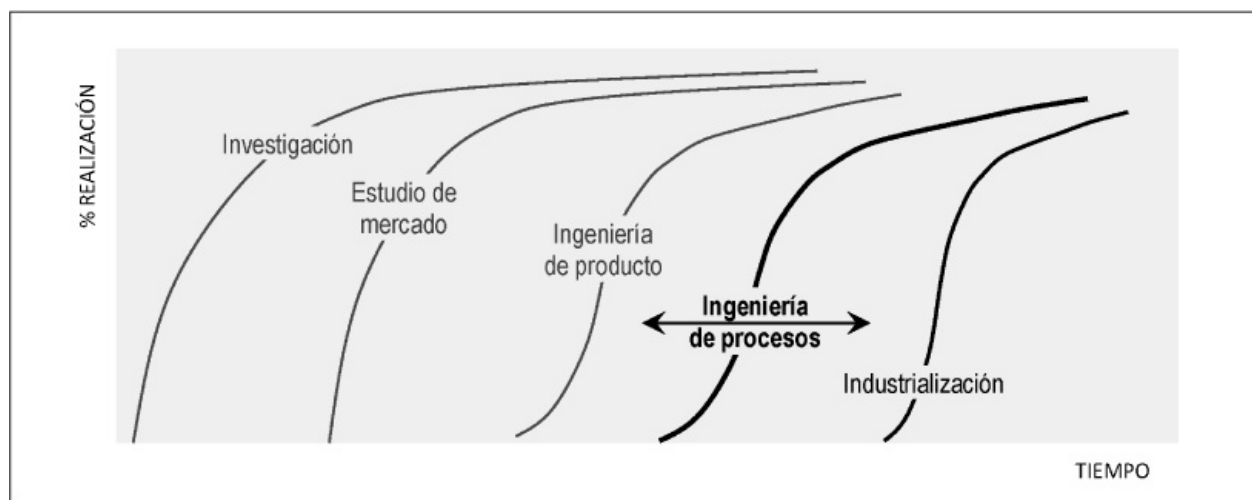 % REALIZACIÓN
Investigación
Estudio de
mercado
Ingeniería
de producto
Ingeniería
de procesos
Industrialización
TIEMPO